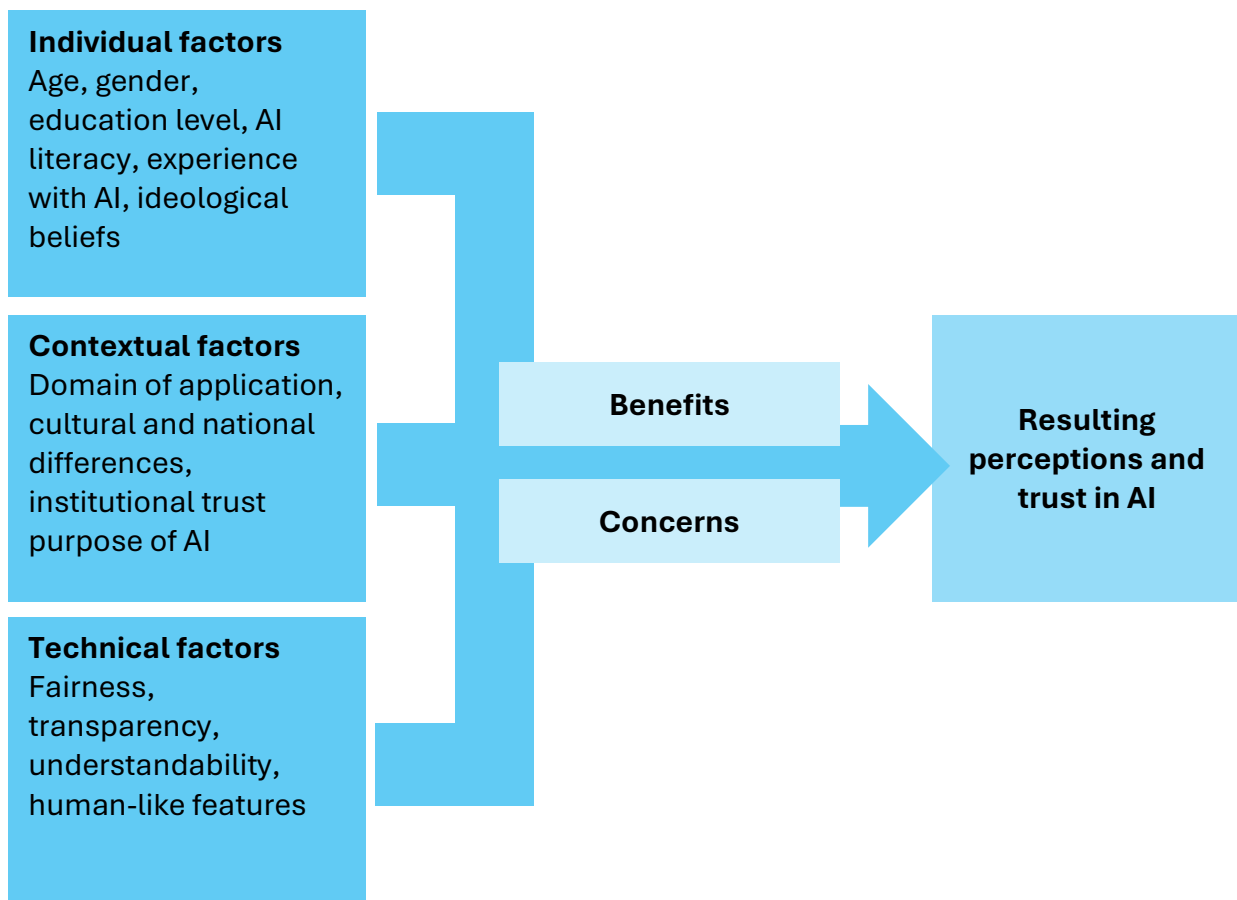 Individual factors
Age, gender,
education level, AI
literacy, experience
with AI, ideological
beliefs
Contextual factors
Domain of application,
cultural and national
differences,
institutional trust
purpose of AI
Technical factors
Fairness,
transparency,
understandability,
human-like features
Benefits
Concerns
Resulting
perceptions and
trust in AI